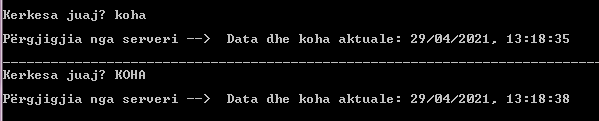 Kerkesa juaj? koha
Përgjigjia nga serveri -->  Data dhe koha aktuale: 29/04/2021, 13:18:35
Kerkesa juaj? KOHA
Përgjigjia nga serveri -->  Data dhe koha aktuale: 29/04/2021, 13:18:38